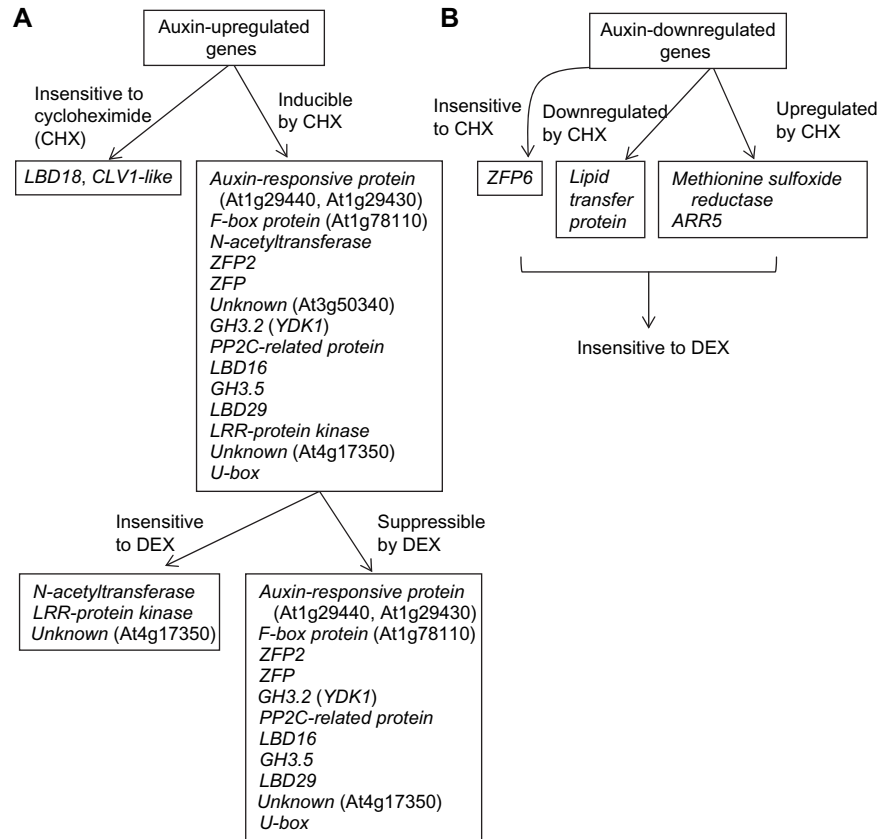 A
Auxin-upregulated
genes
Insensitive to
cycloheximide
(CHX)
Inducible
by CHX
LBD18, CLV1-like
Auxin-responsive protein
(At1g29440, At1g29430)
F-box protein (At1g78110)
N-acetyltransferase
ZFP2
ZFP
Unknown (At3g50340)
GH3.2 (YDK1)
PP2C-related protein
LBD16
GH3.5
LBD29
LRR-protein kinase
Unknown (At4g17350)
U-box
Insensitive
to DEX
Suppressible
by DEX
N-acetyltransferase
LRR-protein kinase
Unknown (At4g17350)
Auxin-responsive protein
(At1g29440, At1g29430)
F-box protein (At1g78110)
ZFP2
ZFP
GH3.2 (YDK1)
PP2C-related protein
LBD16
GH3.5
LBD29
Unknown (At4g17350)
U-box
B
Auxin-downregulated
genes
Insensitive
to CHX
Downregulated
by CHX
Upregulated
by CHX
ZFP6
Lipid
transfer
protein
Methionine sulfoxide
reductase
ARR5
Insensitive to DEX